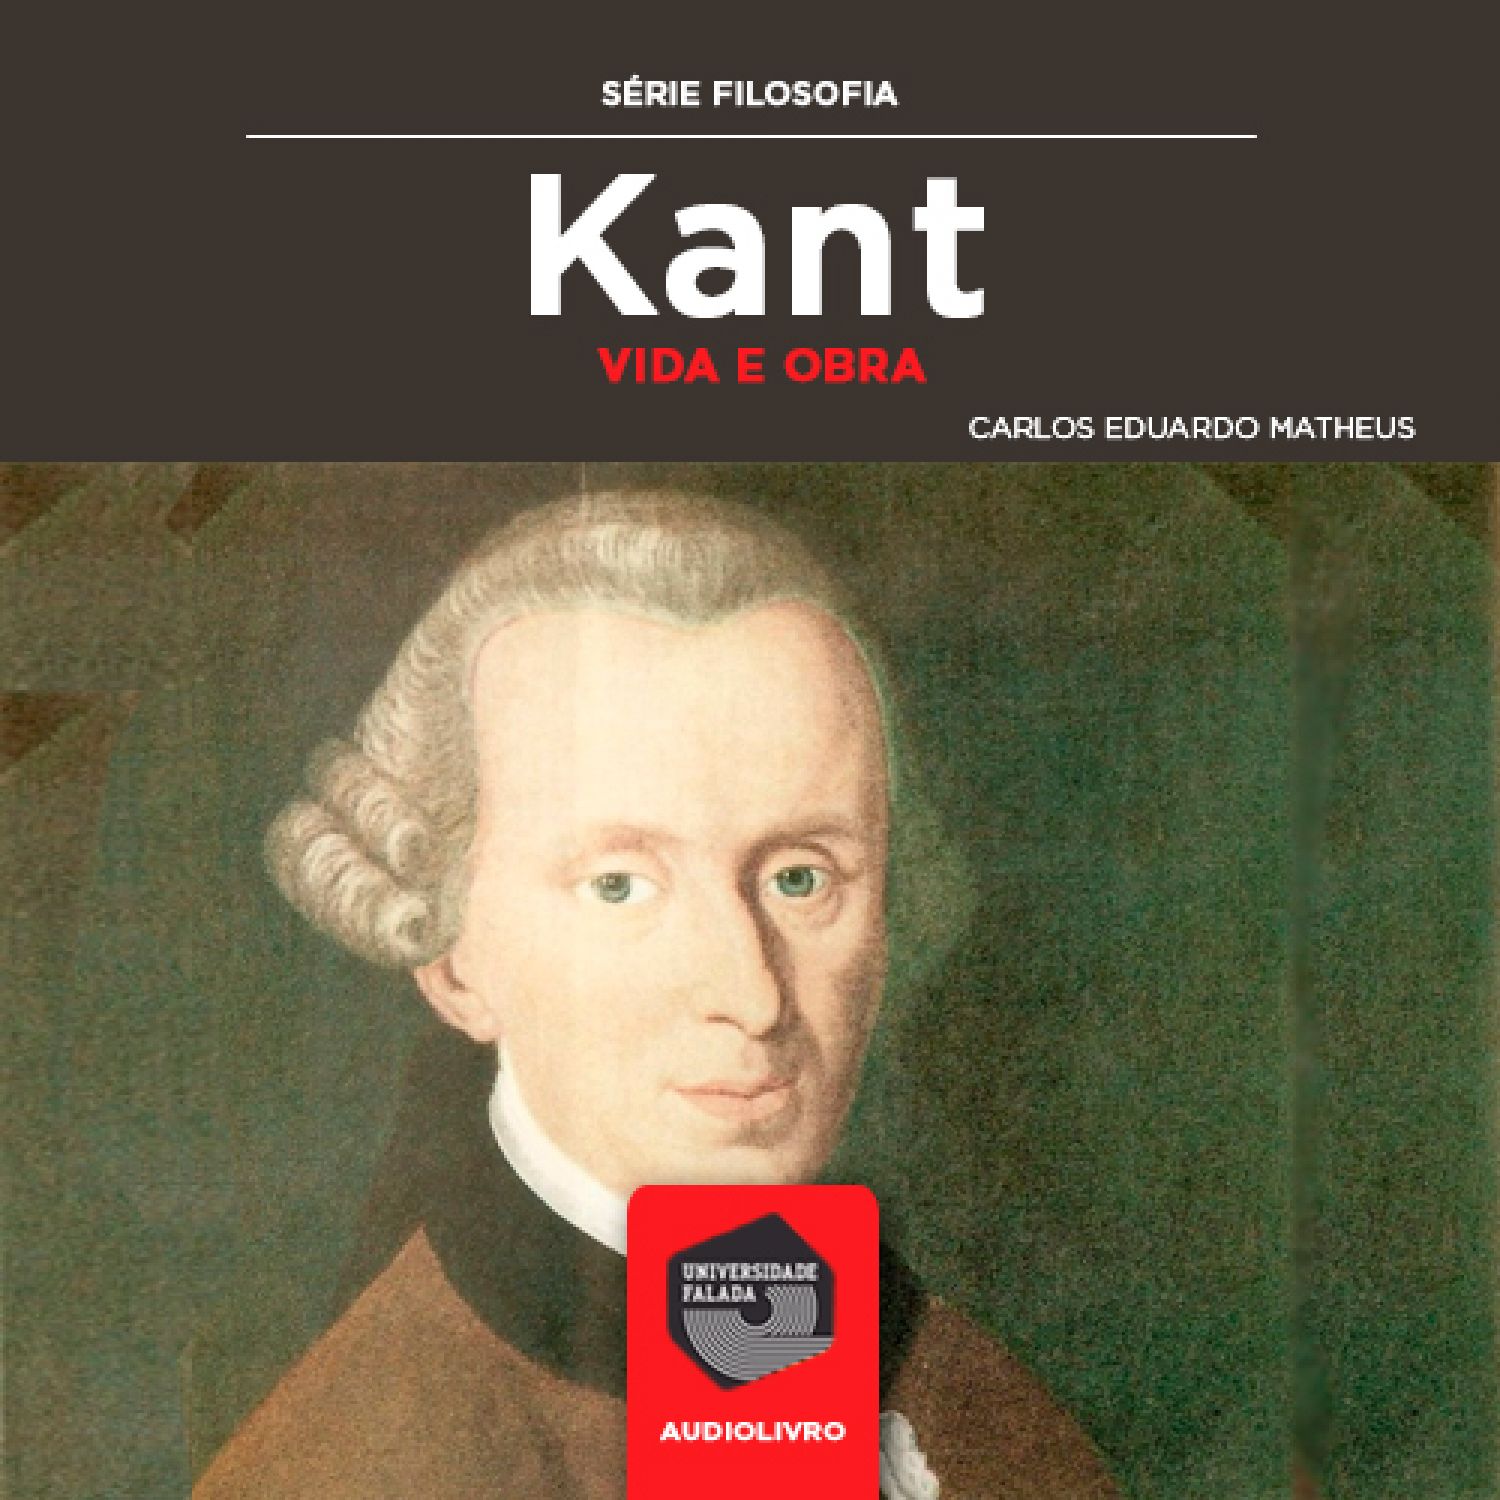 SÉRIE FILOSOFIA
Kant
VIDA E OBRA
CARLOS EDUARDO MATHEUS
UNIVERSIDADE
FALADA
AUDIOLIVRO